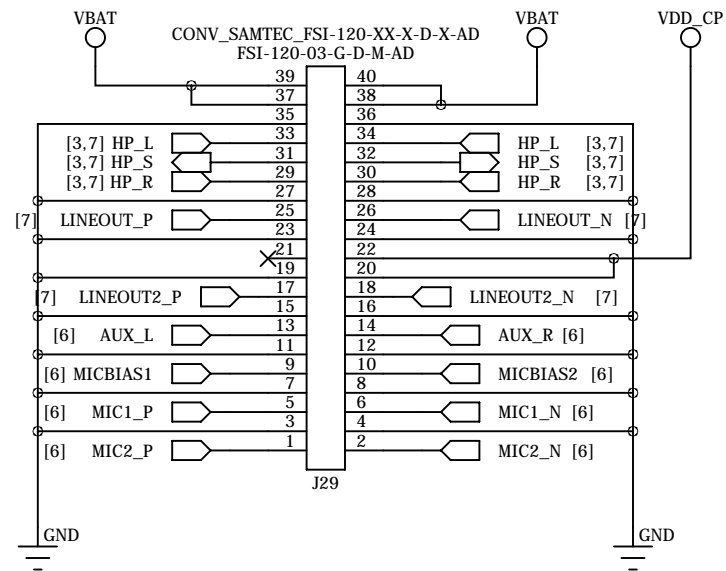 VBAT VBAT VDD_CP
CONV_SAMTEC_FSI-120-XX-X-D-X-AD
FSI-120-03-G-D-M-AD
39 40
37 38
35 36
[3,7] HP_L 33 34 HP_L [3,7]
[3,7] HP_S 31 32 HP_S [3,7]
[3,7] HP_R 29 30 HP_R [3,7]
27 28
[7] LINEOUT_P 25 26 LINEOUT_N [7]
23 24
21 22
19 20
[7] LINEOUT2_P 17 18 LINEOUT2_N [7]
15 16
[6] AUX_L 13 14 AUX_R [6]
11 12
[6] MICBIAS1 9 10 MICBIAS2 [6]
7 8
[6] MIC1_P 5 6 MIC1_N [6]
3 4
[6] MIC2_P 1 2 MIC2_N [6]
J29
GND GND